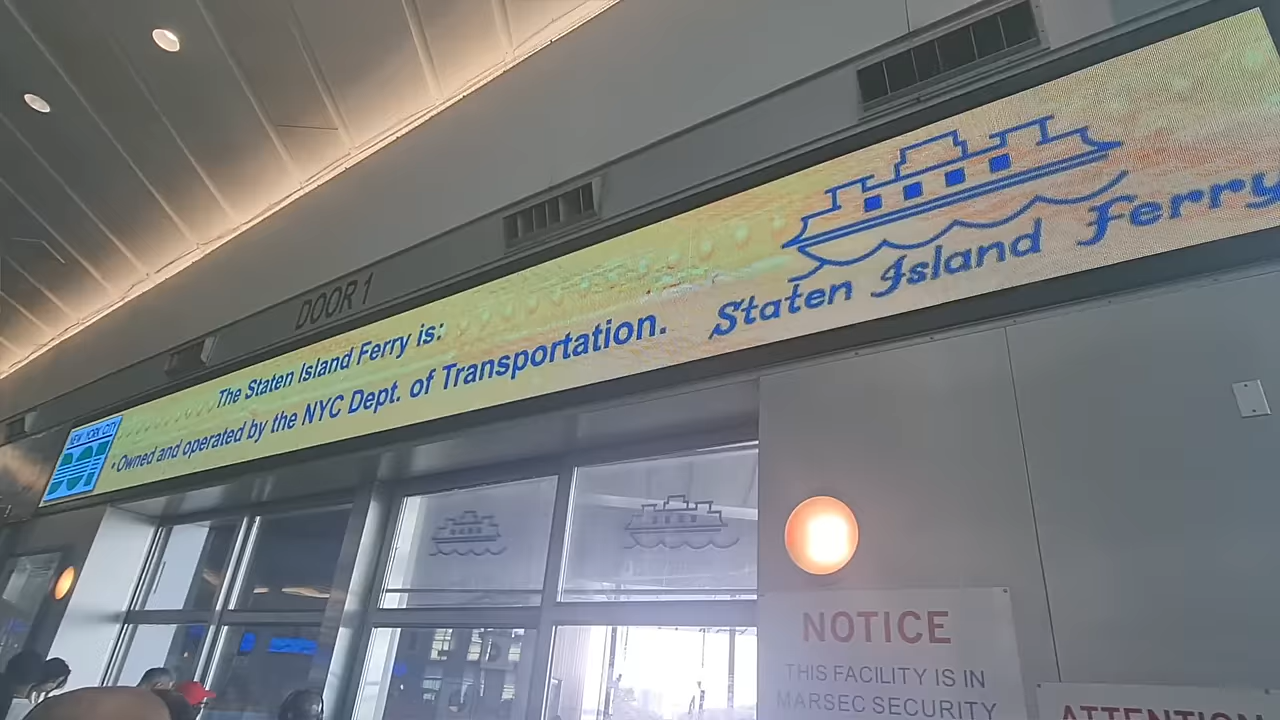 DOOR 1
NEW YORK CITY
The Staten Island Ferry is:
• Owned and operated by the NYC Dept. of Transportation.
Staten Island Ferry
NOTICE
THIS FACILITY IS IN
MARSEC SECURITY
ATTENTION